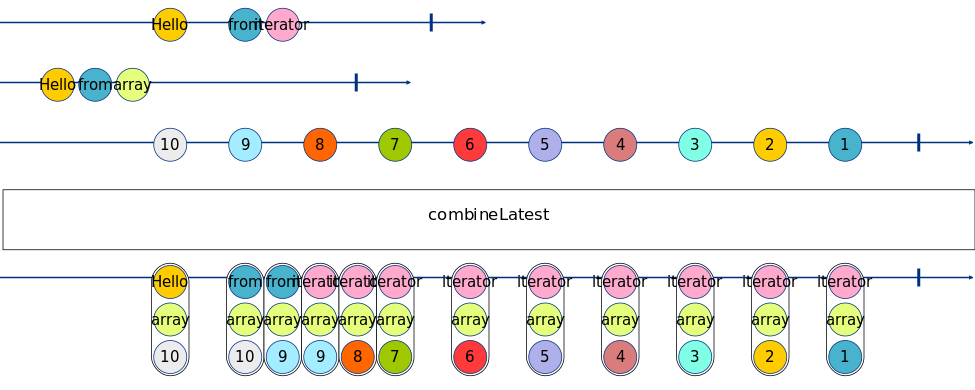 Hello from iterator
Hello from array
10 9 8 7 6 5 4 3 2 1
combineLatest
Hello from from iterator iterator iterator iterator iterator iterator iterator iterator iterator
array array array array array array array array array array array array
10 10 9 9 8 7 6 5 4 3 2 1